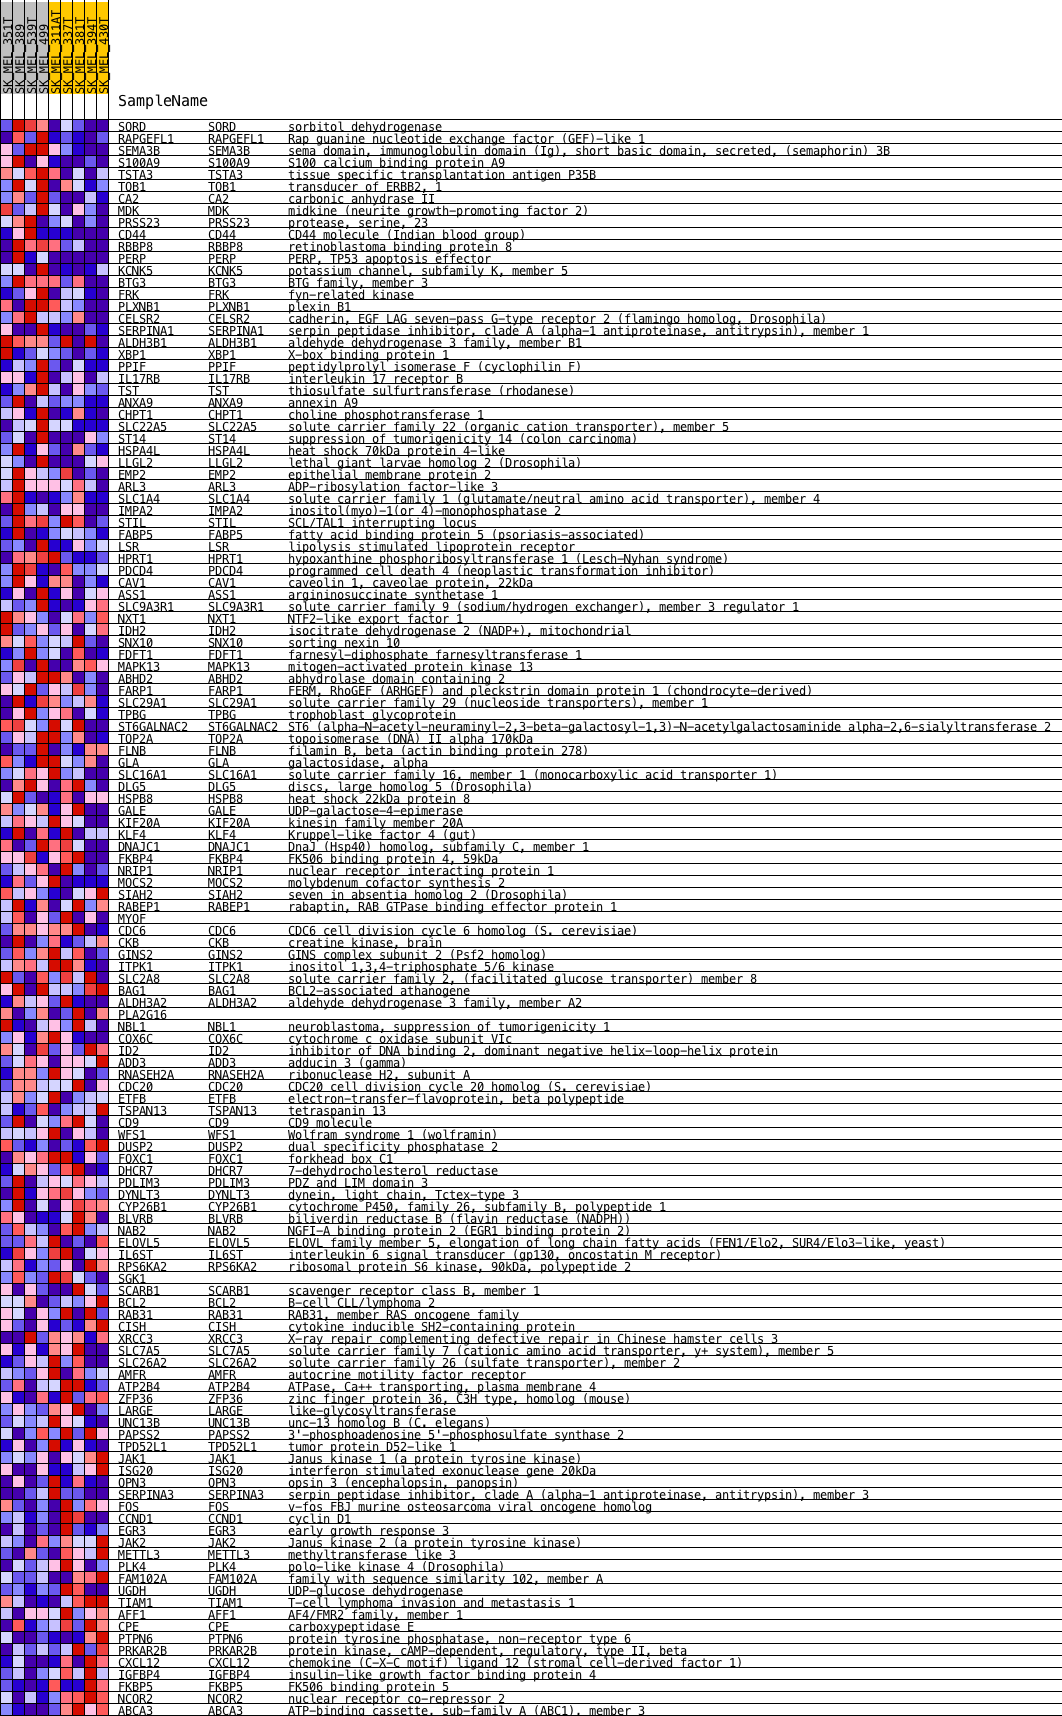 SK_MEL_351T
SK_MEL_389
SK_MEL_539T
SK_MEL_499
SK_MEL_311AT
SK_MEL_337T
SK_MEL_381T
SK_MEL_394T
SK_MEL_430T
SampleName
SORD SORD sorbitol dehydrogenase
RAPGEFL1 RAPGEFL1 Rap guanine nucleotide exchange factor (GEF)-like 1
SEMA3B SEMA3B sema domain, immunoglobulin domain (Ig), short basic domain, secreted, (semaphorin) 3B
S100A9 S100A9 S100 calcium binding protein A9
TSTA3 TSTA3 tissue specific transplantation antigen P35B
TOB1 TOB1 transducer of ERBB2, 1
CA2 CA2 carbonic anhydrase II
MDK MDK midkine (neurite growth-promoting factor 2)
PRSS23 PRSS23 protease, serine, 23
CD44 CD44 CD44 molecule (Indian blood group)
RBBP8 RBBP8 retinoblastoma binding protein 8
PERP PERP PERP, TP53 apoptosis effector
KCNK5 KCNK5 potassium channel, subfamily K, member 5
BTG3 BTG3 BTG family, member 3
FRK FRK fyn-related kinase
PLXNB1 PLXNB1 plexin B1
CELSR2 CELSR2 cadherin, EGF LAG seven-pass G-type receptor 2 (flamingo homolog, Drosophila)
SERPINA1 SERPINA1 serpin peptidase inhibitor, clade A (alpha-1 antiproteinase, antitrypsin), member 1
ALDH3B1 ALDH3B1 aldehyde dehydrogenase 3 family, member B1
XBP1 XBP1 X-box binding protein 1
PPIF PPIF peptidylprolyl isomerase F (cyclophilin F)
IL17RB IL17RB interleukin 17 receptor B
TST TST thiosulfate sulfurtransferase (rhodanese)
ANXA9 ANXA9 annexin A9
CHPT1 CHPT1 choline phosphotransferase 1
SLC22A5 SLC22A5 solute carrier family 22 (organic cation transporter), member 5
ST14 ST14 suppression of tumorigenicity 14 (colon carcinoma)
HSPA4L HSPA4L heat shock 70kDa protein 4-like
LLGL2 LLGL2 lethal giant larvae homolog 2 (Drosophila)
EMP2 EMP2 epithelial membrane protein 2
ARL3 ARL3 ADP-ribosylation factor-like 3
SLC1A4 SLC1A4 solute carrier family 1 (glutamate/neutral amino acid transporter), member 4
IMPA2 IMPA2 inositol(myo)-1(or 4)-monophosphatase 2
STIL STIL SCL/TAL1 interrupting locus
FABP5 FABP5 fatty acid binding protein 5 (psoriasis-associated)
LSR LSR lipolysis stimulated lipoprotein receptor
HPRT1 HPRT1 hypoxanthine phosphoribosyltransferase 1 (Lesch-Nyhan syndrome)
PDCD4 PDCD4 programmed cell death 4 (neoplastic transformation inhibitor)
CAV1 CAV1 caveolin 1, caveolae protein, 22kDa
ASS1 ASS1 argininosuccinate synthetase 1
SLC9A3R1 SLC9A3R1 solute carrier family 9 (sodium/hydrogen exchanger), member 3 regulator 1
NXT1 NXT1 NTF2-like export factor 1
IDH2 IDH2 isocitrate dehydrogenase 2 (NADP+), mitochondrial
SNX10 SNX10 sorting nexin 10
FDFT1 FDFT1 farnesyl-diphosphate farnesyltransferase 1
MAPK13 MAPK13 mitogen-activated protein kinase 13
ABHD2 ABHD2 abhydrolase domain containing 2
FARP1 FARP1 FERM, RhoGEF (ARHGEF) and pleckstrin domain protein 1 (chondrocyte-derived)
SLC29A1 SLC29A1 solute carrier family 29 (nucleoside transporters), member 1
TPBG TPBG trophoblast glycoprotein
ST6GALNAC2 ST6GALNAC2 ST6 (alpha-N-acetyl-neuraminyl-2,3-beta-galactosyl-1,3)-N-acetylgalactosaminide alpha-2,6-sialyltransferase 2
TOP2A TOP2A topoisomerase (DNA) II alpha 170kDa
FLNB FLNB filamin B, beta (actin binding protein 278)
GLA GLA galactosidase, alpha
SLC16A1 SLC16A1 solute carrier family 16, member 1 (monocarboxylic acid transporter 1)
DLG5 DLG5 discs, large homolog 5 (Drosophila)
HSPB8 HSPB8 heat shock 22kDa protein 8
GALE GALE UDP-galactose-4-epimerase
KIF20A KIF20A kinesin family member 20A
KLF4 KLF4 Kruppel-like factor 4 (gut)
DNAJC1 DNAJC1 DnaJ (Hsp40) homolog, subfamily C, member 1
FKBP4 FKBP4 FK506 binding protein 4, 59kDa
NRIP1 NRIP1 nuclear receptor interacting protein 1
MOCS2 MOCS2 molybdenum cofactor synthesis 2
SIAH2 SIAH2 seven in absentia homolog 2 (Drosophila)
RABEP1 RABEP1 rabaptin, RAB GTPase binding effector protein 1
MYOF
CDC6 CDC6 CDC6 cell division cycle 6 homolog (S. cerevisiae)
CKB CKB creatine kinase, brain
GINS2 GINS2 GINS complex subunit 2 (Psf2 homolog)
ITPK1 ITPK1 inositol 1,3,4-triphosphate 5/6 kinase
SLC2A8 SLC2A8 solute carrier family 2, (facilitated glucose transporter) member 8
BAG1 BAG1 BCL2-associated athanogene
ALDH3A2 ALDH3A2 aldehyde dehydrogenase 3 family, member A2
PLA2G16
NBL1 NBL1 neuroblastoma, suppression of tumorigenicity 1
COX6C COX6C cytochrome c oxidase subunit VIc
ID2 ID2 inhibitor of DNA binding 2, dominant negative helix-loop-helix protein
ADD3 ADD3 adducin 3 (gamma)
RNASEH2A RNASEH2A ribonuclease H2, subunit A
CDC20 CDC20 CDC20 cell division cycle 20 homolog (S. cerevisiae)
ETFB ETFB electron-transfer-flavoprotein, beta polypeptide
TSPAN13 TSPAN13 tetraspanin 13
CD9 CD9 CD9 molecule
WFS1 WFS1 Wolfram syndrome 1 (wolframin)
DUSP2 DUSP2 dual specificity phosphatase 2
FOXC1 FOXC1 forkhead box C1
DHCR7 DHCR7 7-dehydrocholesterol reductase
PDLIM3 PDLIM3 PDZ and LIM domain 3
DYNLT3 DYNLT3 dynein, light chain, Tctex-type 3
CYP26B1 CYP26B1 cytochrome P450, family 26, subfamily B, polypeptide 1
BLVRB BLVRB biliverdin reductase B (flavin reductase (NADPH))
NAB2 NAB2 NGFI-A binding protein 2 (EGR1 binding protein 2)
ELOVL5 ELOVL5 ELOVL family member 5, elongation of long chain fatty acids (FEN1/Elo2, SUR4/Elo3-like, yeast)
IL6ST IL6ST interleukin 6 signal transducer (gp130, oncostatin M receptor)
RPS6KA2 RPS6KA2 ribosomal protein S6 kinase, 90kDa, polypeptide 2
SGK1
SCARB1 SCARB1 scavenger receptor class B, member 1
BCL2 BCL2 B-cell CLL/lymphoma 2
RAB31 RAB31 RAB31, member RAS oncogene family
CISH CISH cytokine inducible SH2-containing protein
XRCC3 XRCC3 X-ray repair complementing defective repair in Chinese hamster cells 3
SLC7A5 SLC7A5 solute carrier family 7 (cationic amino acid transporter, y+ system), member 5
SLC26A2 SLC26A2 solute carrier family 26 (sulfate transporter), member 2
AMFR AMFR autocrine motility factor receptor
ATP2B4 ATP2B4 ATPase, Ca++ transporting, plasma membrane 4
ZFP36 ZFP36 zinc finger protein 36, C3H type, homolog (mouse)
LARGE LARGE like-glycosyltransferase
UNC13B UNC13B unc-13 homolog B (C. elegans)
PAPSS2 PAPSS2 3'-phosphoadenosine 5'-phosphosulfate synthase 2
TPD52L1 TPD52L1 tumor protein D52-like 1
JAK1 JAK1 Janus kinase 1 (a protein tyrosine kinase)
ISG20 ISG20 interferon stimulated exonuclease gene 20kDa
OPN3 OPN3 opsin 3 (encephalopsin, panopsin)
SERPINA3 SERPINA3 serpin peptidase inhibitor, clade A (alpha-1 antiproteinase, antitrypsin), member 3
FOS FOS v-fos FBJ murine osteosarcoma viral oncogene homolog
CCND1 CCND1 cyclin D1
EGR3 EGR3 early growth response 3
JAK2 JAK2 Janus kinase 2 (a protein tyrosine kinase)
METTL3 METTL3 methyltransferase like 3
PLK4 PLK4 polo-like kinase 4 (Drosophila)
FAM102A FAM102A family with sequence similarity 102, member A
UGDH UGDH UDP-glucose dehydrogenase
TIAM1 TIAM1 T-cell lymphoma invasion and metastasis 1
AFF1 AFF1 AF4/FMR2 family, member 1
CPE CPE carboxypeptidase E
PTPN6 PTPN6 protein tyrosine phosphatase, non-receptor type 6
PRKAR2B PRKAR2B protein kinase, cAMP-dependent, regulatory, type II, beta
CXCL12 CXCL12 chemokine (C-X-C motif) ligand 12 (stromal cell-derived factor 1)
IGFBP4 IGFBP4 insulin-like growth factor binding protein 4
FKBP5 FKBP5 FK506 binding protein 5
NCOR2 NCOR2 nuclear receptor co-repressor 2
ABCA3 ABCA3 ATP-binding cassette, sub-family A (ABC1), member 3